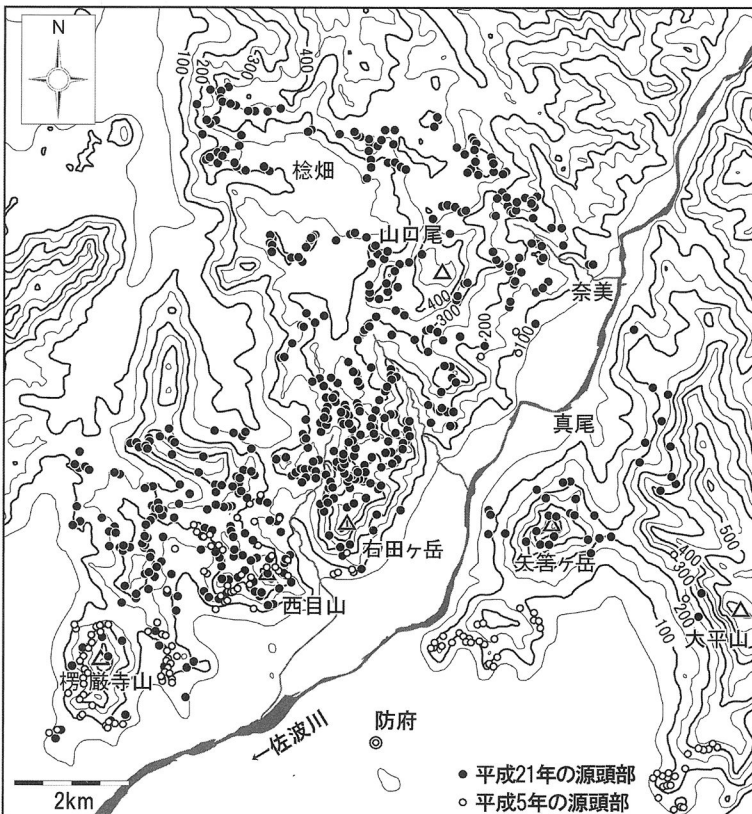 N
100
200
300
400
桧畑
山口尾
400
300
200
100
奈美
真尾
右田ヶ岳
矢筈ヶ岳
西目山
楞厳寺山
500
400
300
200
100
大平山
防府
←佐波川
2km
● 平成21年の源頭部
○ 平成5年の源頭部